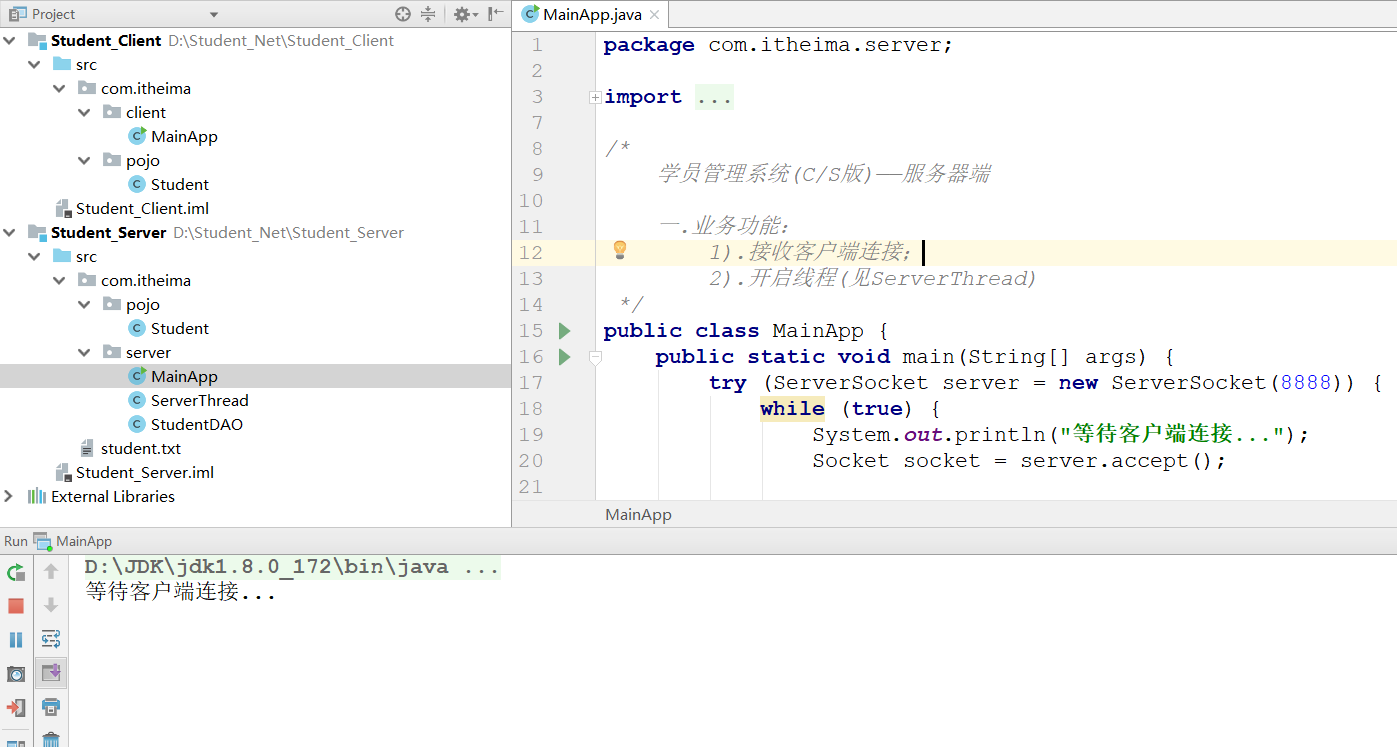 Project
Student_Client D:\Student_Net\Student_Client
src
com.itheima
client
MainApp
pojo
Student
Student_Client.iml
Student_Server D:\Student_Net\Student_Server
src
com.itheima
pojo
Student
server
MainApp
ServerThread
StudentDAO
student.txt
Student_Server.iml
External Libraries
MainApp.java
1 package com.itheima.server;
2
3 import ...
7
8 /*
9 学员管理系统(C/S版)——服务器端
10
11 一.业务功能：
12 1).接收客户端连接；
13 2).开启线程(见ServerThread)
14 */
15 public class MainApp {
16 public static void main(String[] args) {
17 try (ServerSocket server = new ServerSocket(8888)) {
18 while (true) {
19 System.out.println("等待客户端连接...");
20 Socket socket = server.accept();
21
MainApp
Run MainApp
D:\JDK\jdk1.8.0_172\bin\java ...
等待客户端连接...